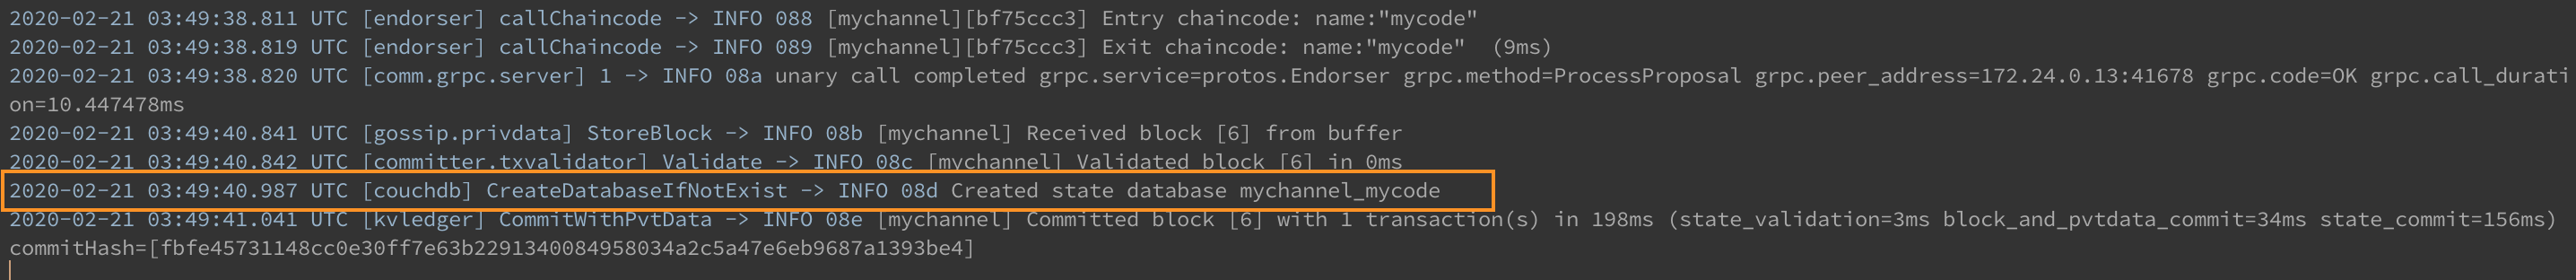 2020-02-21 03:49:38.811 UTC [endorser] callChaincode -> INFO 088 [mychannel][bf75ccc3] Entry chaincode: name:"mycode"
2020-02-21 03:49:38.819 UTC [endorser] callChaincode -> INFO 089 [mychannel][bf75ccc3] Exit chaincode: name:"mycode"  (9ms)
2020-02-21 03:49:38.820 UTC [comm.grpc.server] 1 -> INFO 08a unary call completed grpc.service=protos.Endorser grpc.method=ProcessProposal grpc.peer_address=172.24.0.13:41678 grpc.code=OK grpc.call_durati
on=10.447478ms
2020-02-21 03:49:40.841 UTC [gossip.privdata] StoreBlock -> INFO 08b [mychannel] Received block [6] from buffer
2020-02-21 03:49:40.842 UTC [committer.txvalidator] Validate -> INFO 08c [mychannel] Validated block [6] in 0ms
2020-02-21 03:49:40.987 UTC [couchdb] CreateDatabaseIfNotExist -> INFO 08d Created state database mychannel_mycode
2020-02-21 03:49:41.041 UTC [kvledger] CommitWithPvtData -> INFO 08e [mychannel] Committed block [6] with 1 transaction(s) in 198ms (state_validation=3ms block_and_pvtdata_commit=34ms state_commit=156ms)
commitHash=[fbfe45731148cc0e30ff7e63b2291340084958034a2c5a47e6eb9687a1393be4]